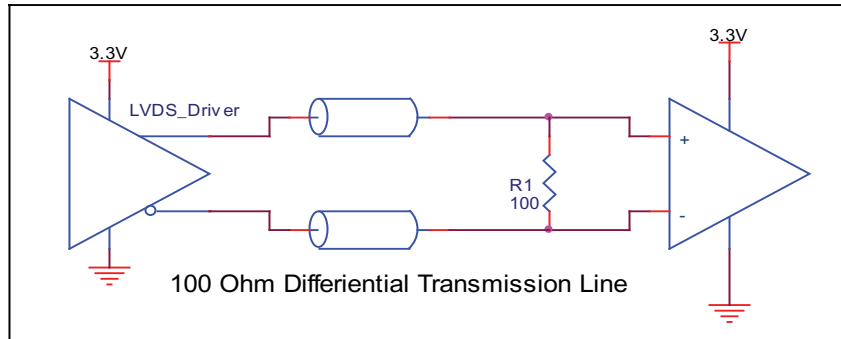 3.3V
3.3V
LVDS_Driver
+
R1
100
-
100 Ohm Differiential Transmission Line